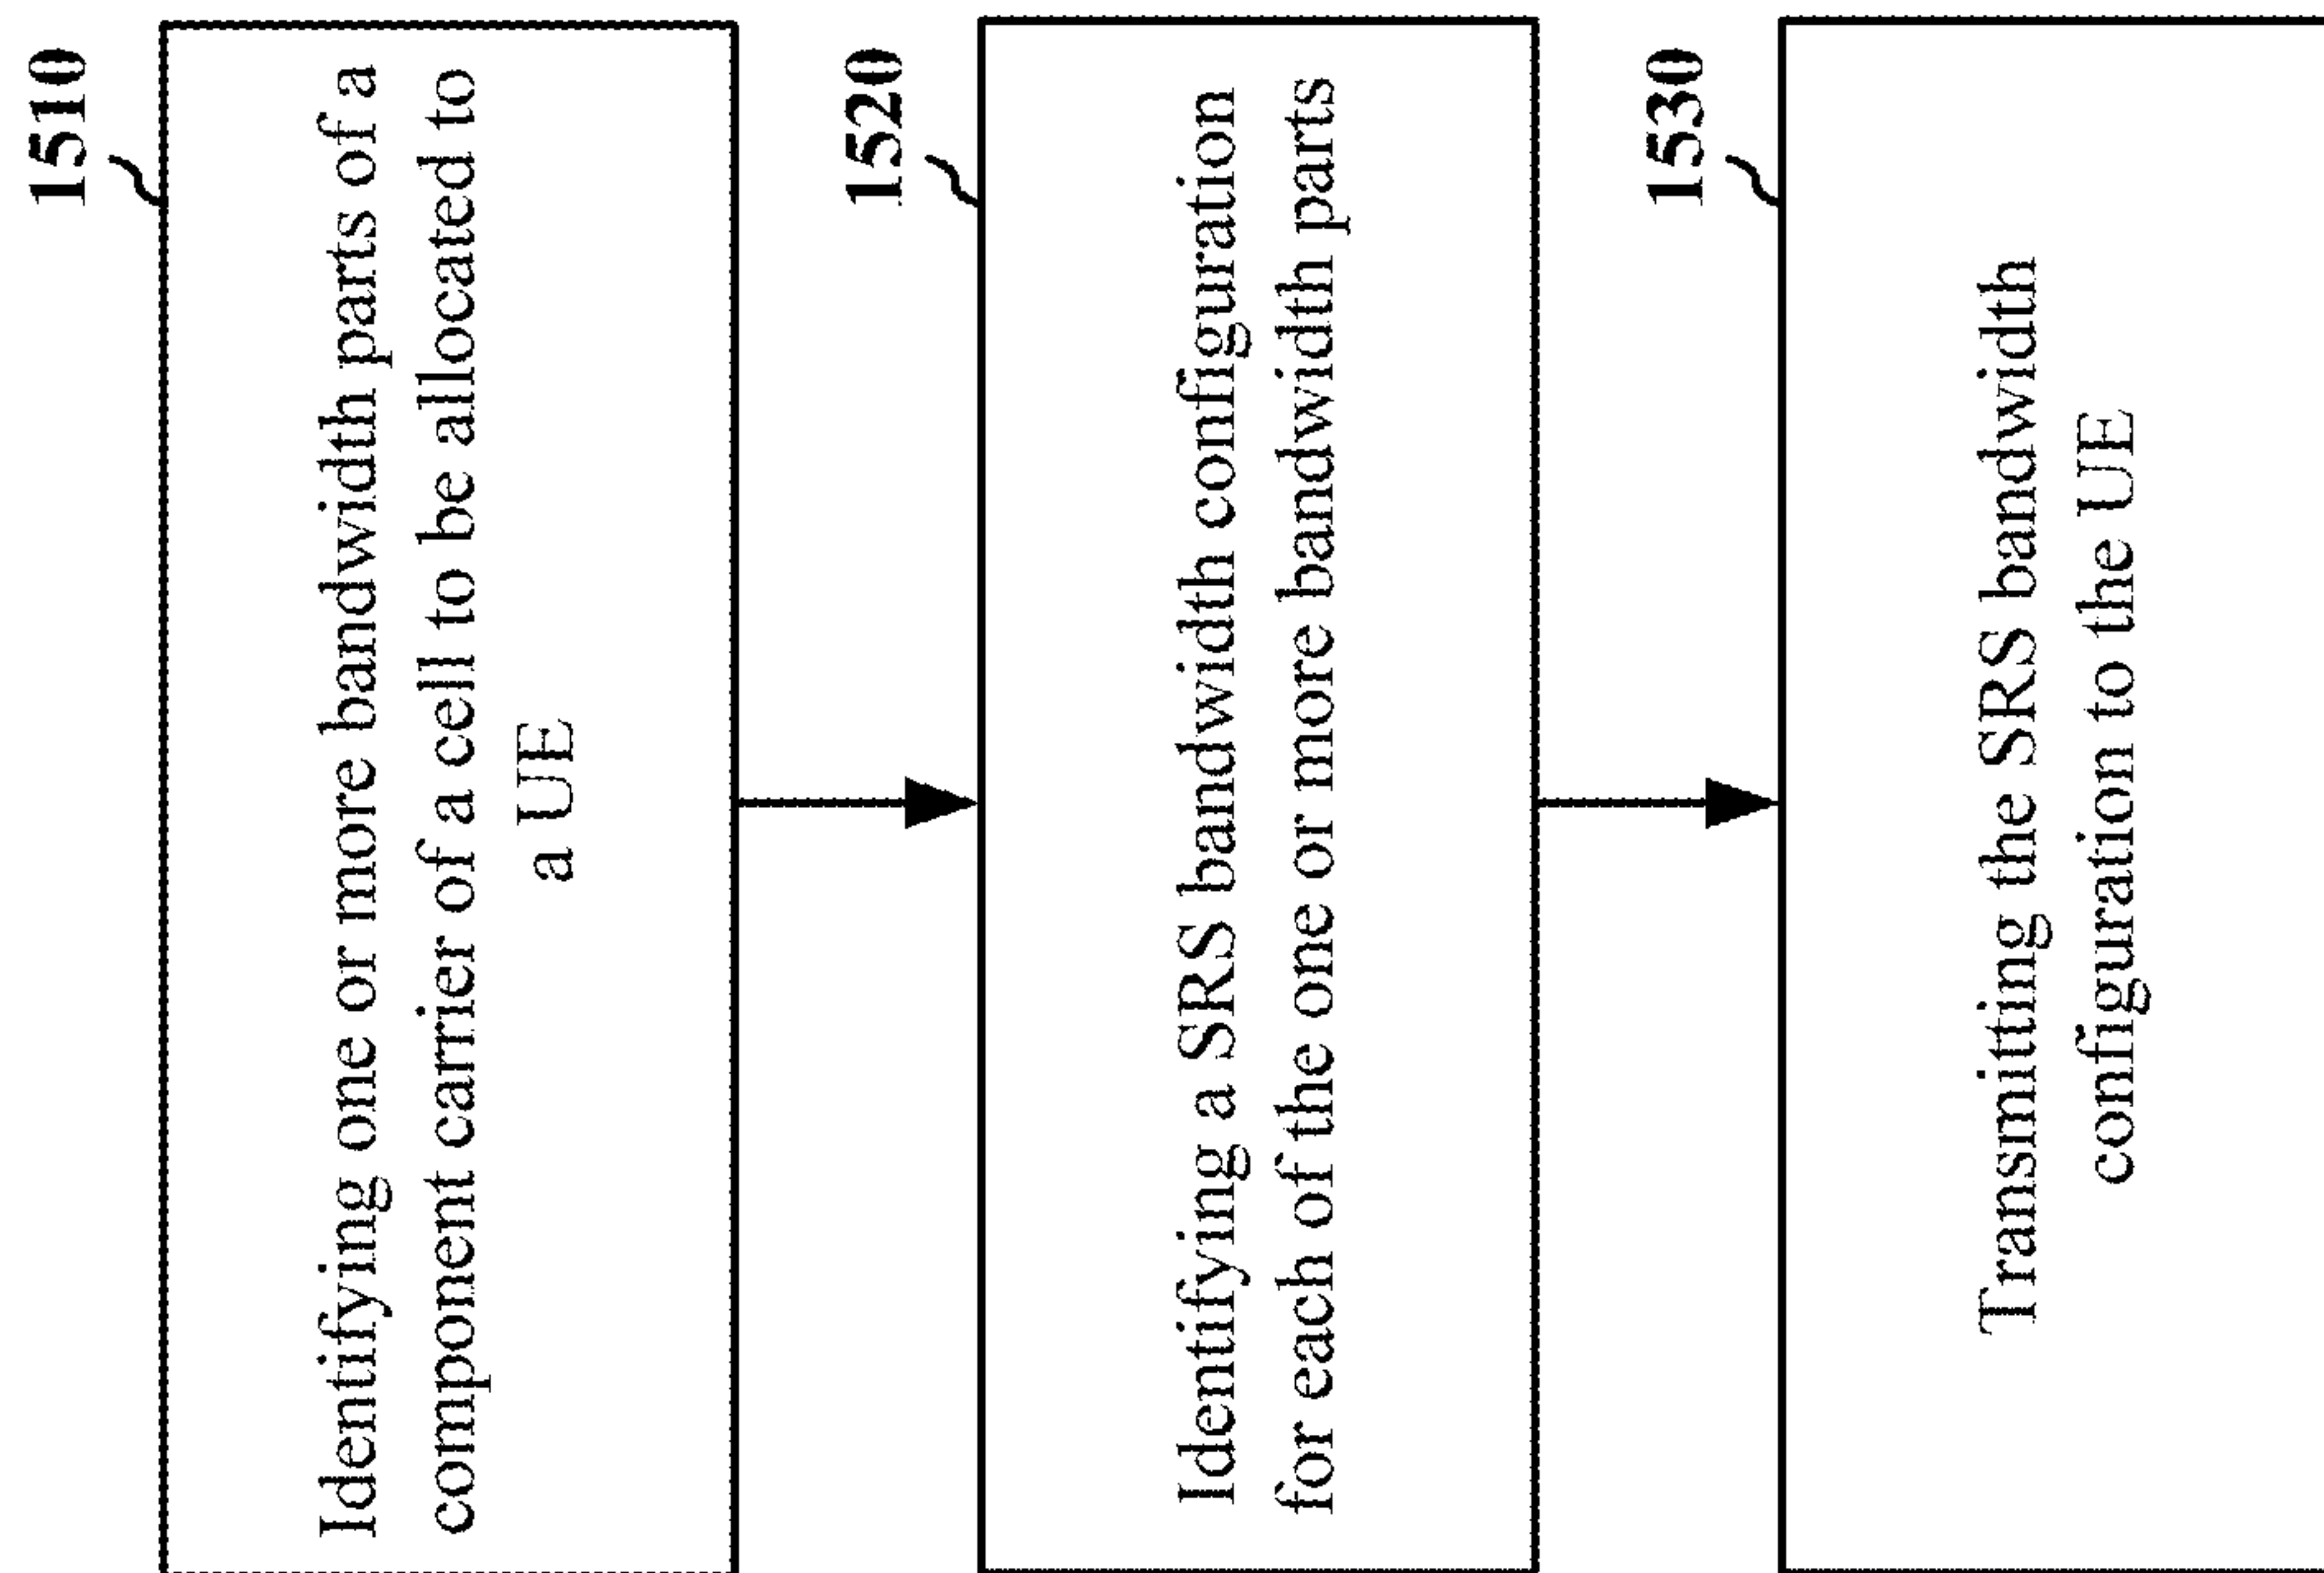 1510
Identifying one or more bandwidth parts of a
component carrier of a cell to be allocated to
a UE
1520
Identifying a SRS bandwidth configuration
for each of the one or more bandwidth parts
1530
Transmitting the SRS bandwidth
configuration to the UE